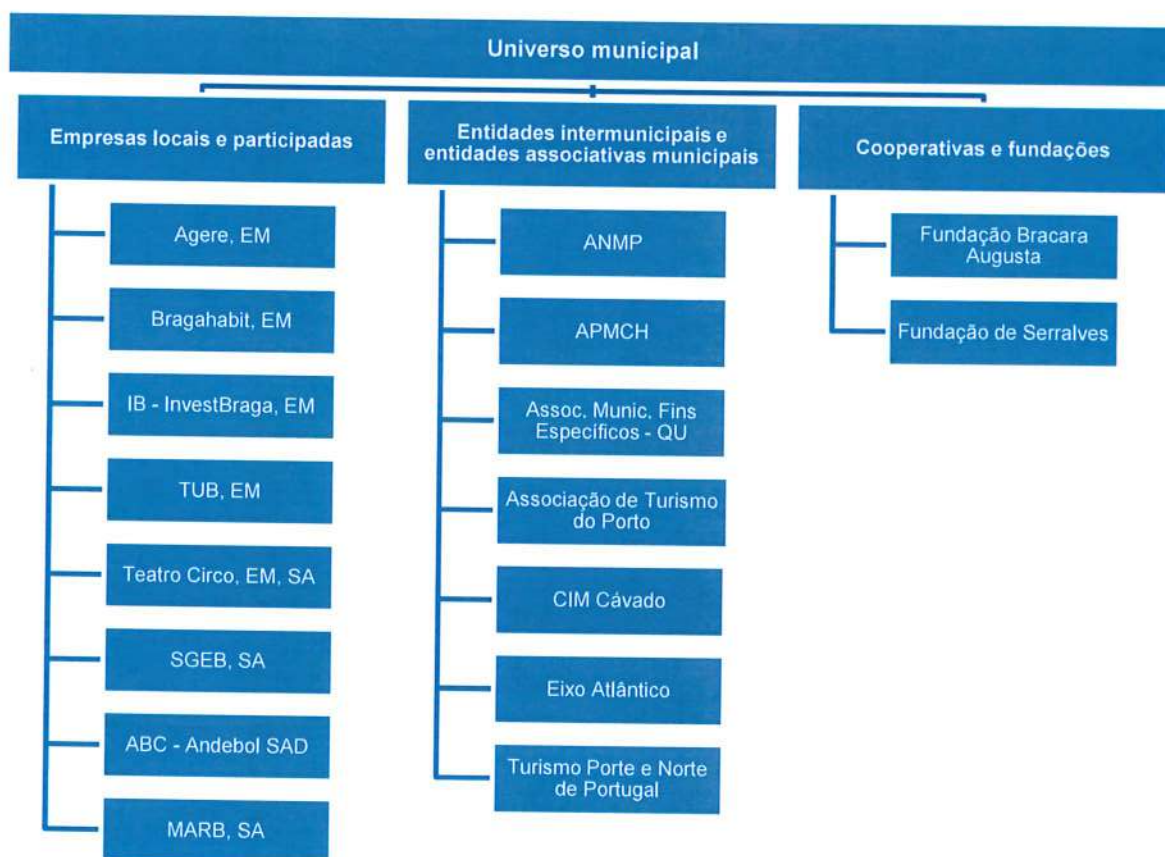 Universo municipal
Empresas locais e participadas
Agere, EM
Bragahabit, EM
IB - InvestBraga, EM
TUB, EM
Teatro Circo, EM, SA
SGEB, SA
ABC - Andebol SAD
MARB, SA
Entidades intermunicipais e
entidades associativas municipais
ANMP
APMCH
Assoc. Munic. Fins
Específicos - QU
Associação de Turismo
do Porto
CIM Cávado
Eixo Atlântico
Turismo Porte e Norte
de Portugal
Cooperativas e fundações
Fundação Bracara
Augusta
Fundação de Serralves